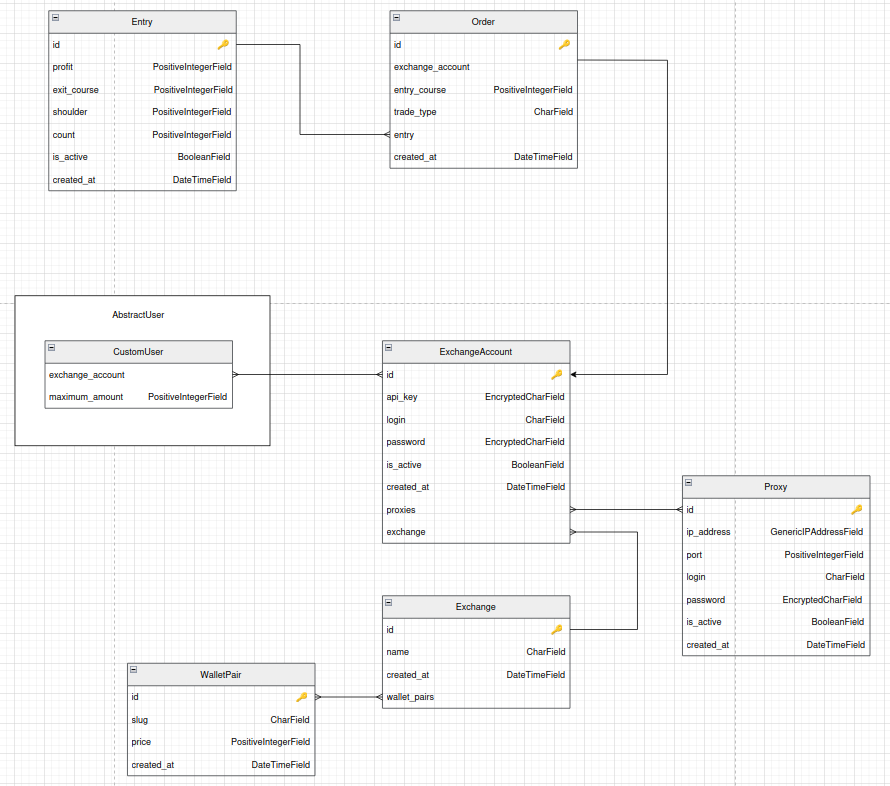 Entry
id
profit PositiveIntegerField
exit_course PositiveIntegerField
shoulder PositiveIntegerField
count PositiveIntegerField
is_active BooleanField
created_at DateTimeField
Order
id
exchange_account
entry_course PositiveIntegerField
trade_type CharField
entry
created_at DateTimeField
AbstractUser
CustomUser
exchange_account
maximum_amount PositiveIntegerField
ExchangeAccount
id
api_key EncryptedCharField
login CharField
password EncryptedCharField
is_active BooleanField
created_at DateTimeField
proxies
exchange
Proxy
id
ip_address GenericIPAddressField
port PositiveIntegerField
login CharField
password EncryptedCharField
is_active BooleanField
created_at DateTimeField
Exchange
id
name CharField
created_at DateTimeField
wallet_pairs
WalletPair
id
slug CharField
price PositiveIntegerField
created_at DateTimeField